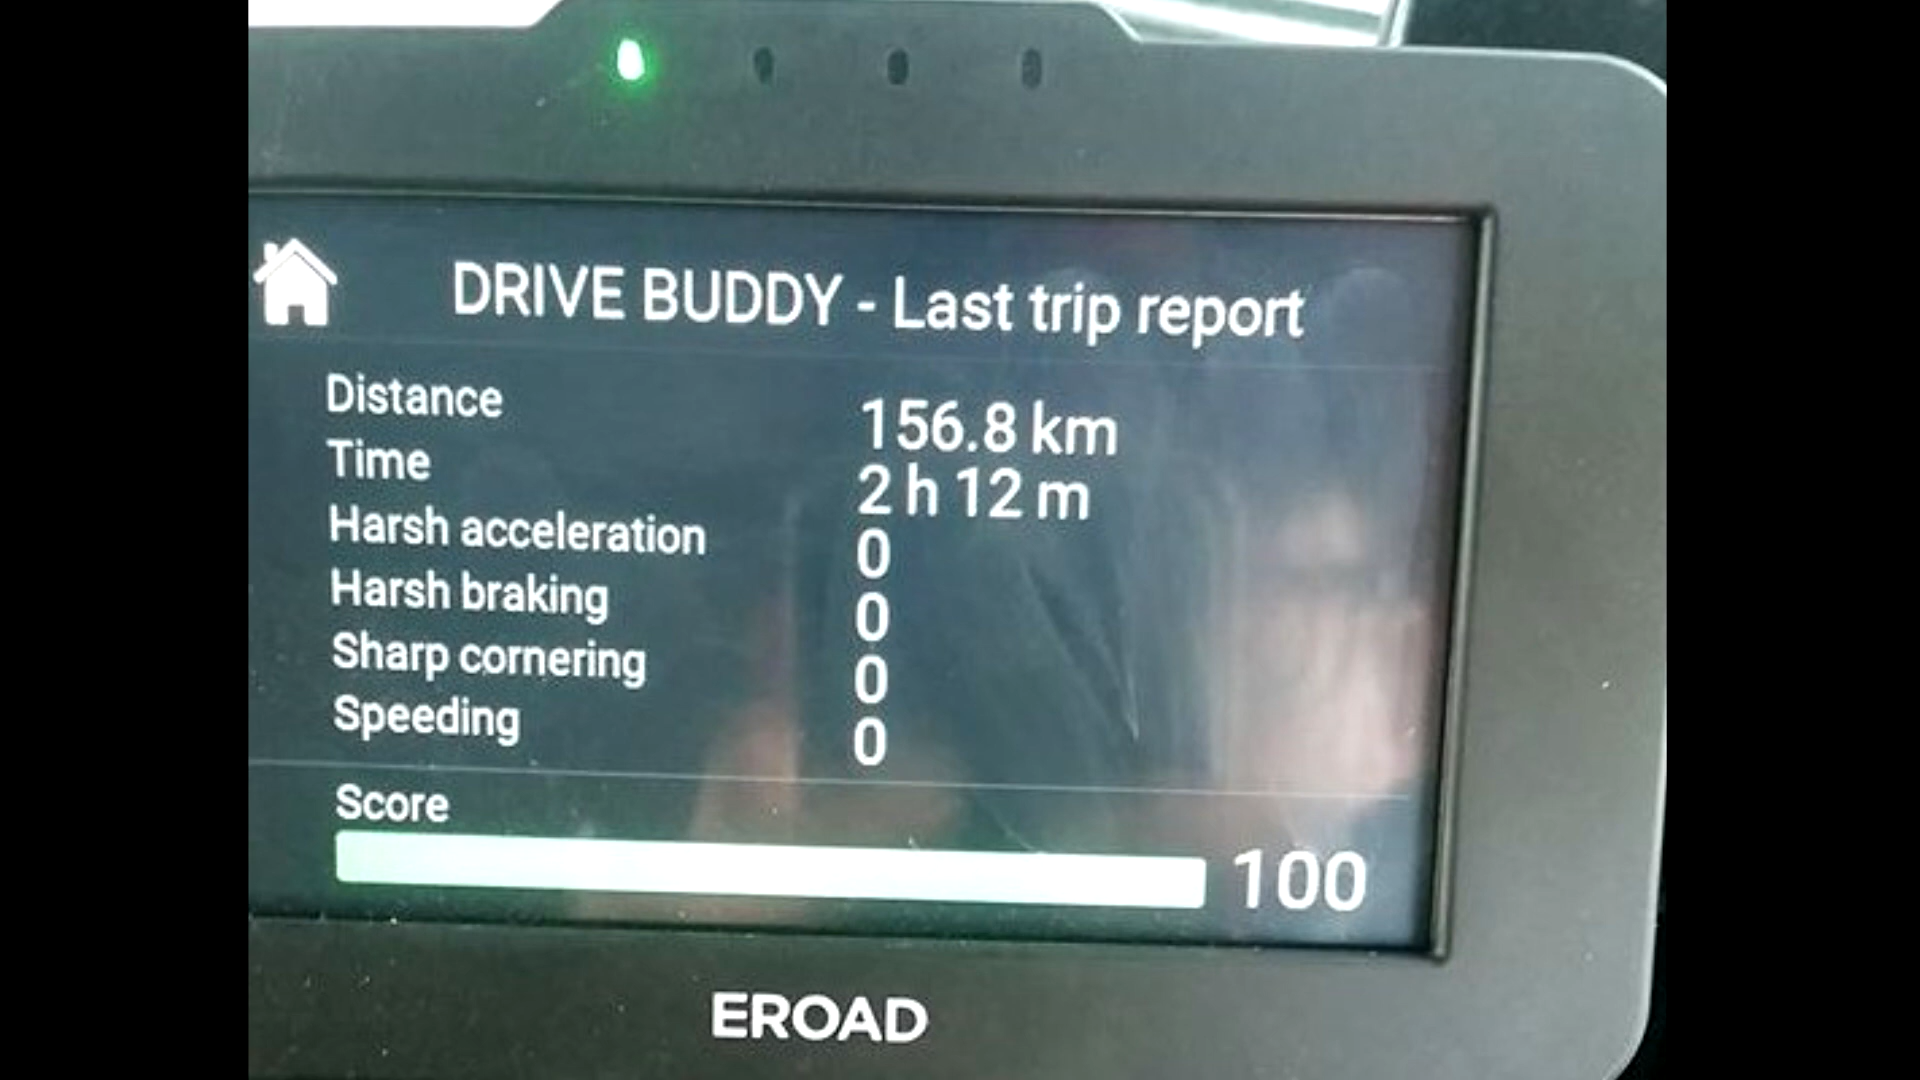 DRIVE BUDDY - Last trip report
Distance 156.8 km
Time 2 h 12 m
Harsh acceleration 0
Harsh braking 0
Sharp cornering 0
Speeding 0
Score
100
EROAD